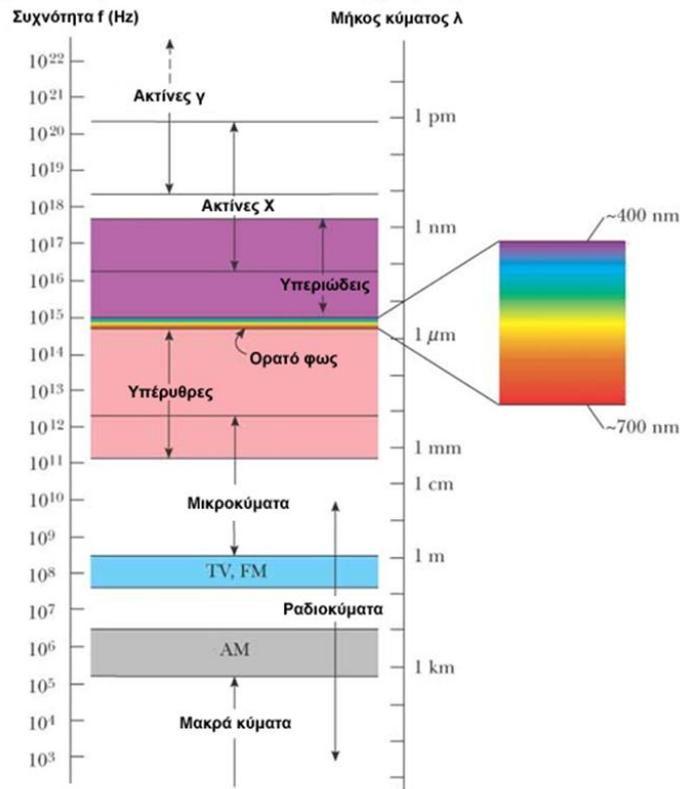 Συχνότητα f (Hz)
Μήκος κύματος λ
10²²
10²¹
Ακτίνες γ
10²⁰
1 pm
10¹⁹
10¹⁸
Ακτίνες Χ
~400 nm
1 nm
10¹⁷
10¹⁶
Υπεριώδεις
10¹⁵
1 μm
10¹⁴
Ορατό φως
10¹³
Υπέρυθρες
10¹²
~700 nm
1 mm
10¹¹
1 cm
10¹⁰
Μικροκύματα
10⁹
1 m
10⁸
TV, FM
10⁷
Ραδιοκύματα
10⁶
AM
1 km
10⁵
10⁴
Μακρά κύματα
10³